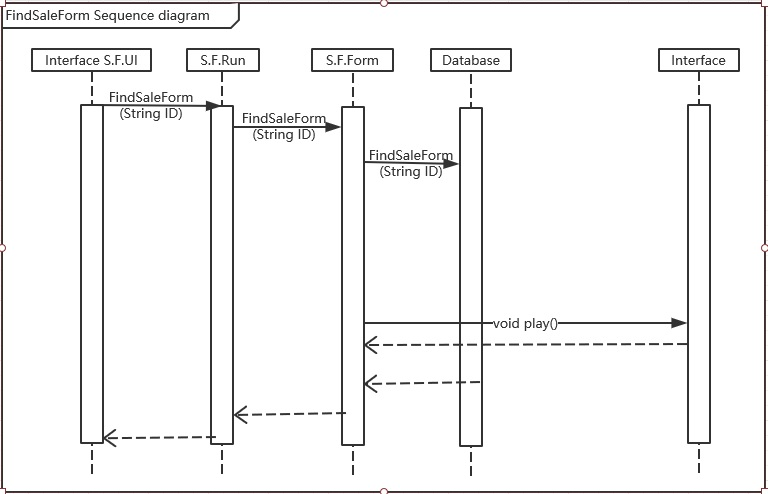 FindSaleForm Sequence diagram
Interface S.F.UI
S.F.Run
S.F.Form
Database
Interface
FindSaleForm
(String ID)
FindSaleForm
(String ID)
FindSaleForm
(String ID)
void play()